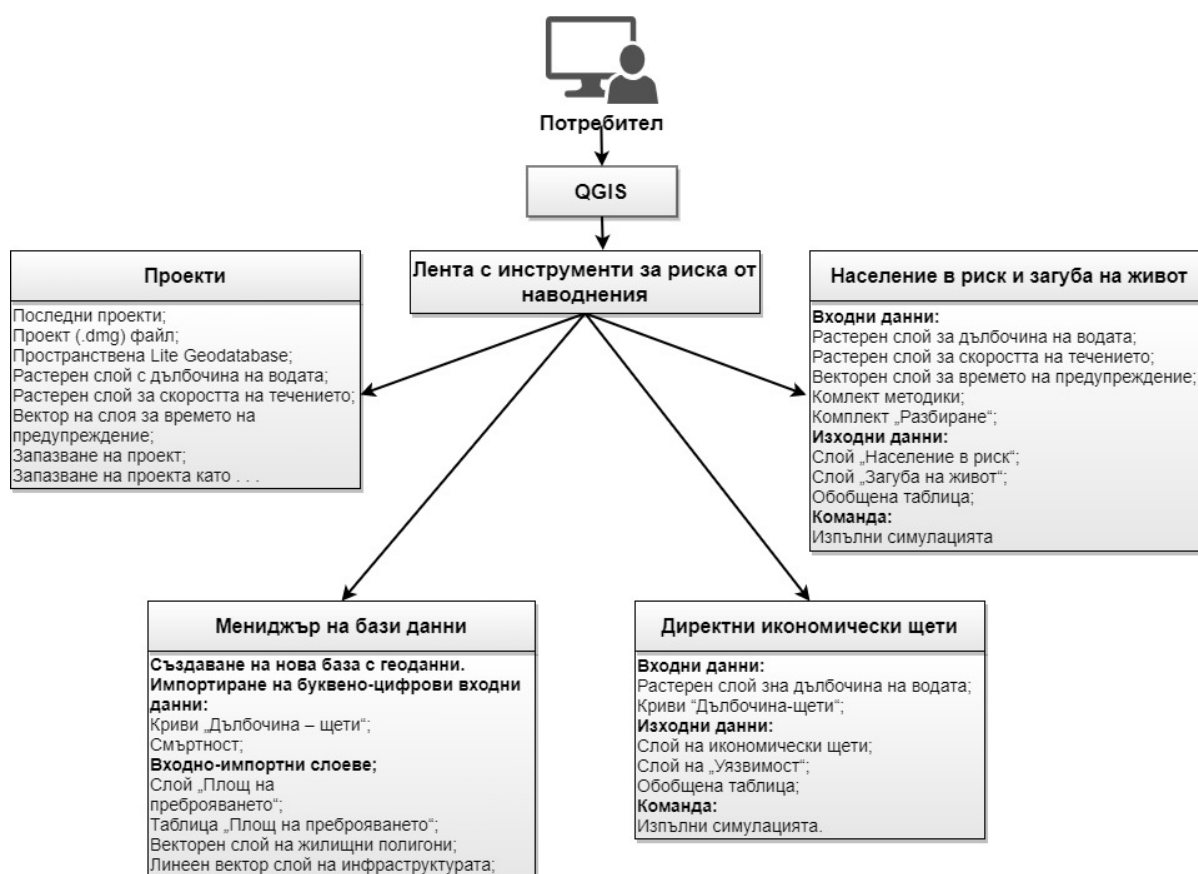 Потребител
QGIS
Лента с инструменти за риска от
наводнения
Проекти
Последни проекти;
Проект (.dmg) файл;
Пространствена Lite Geodatabase;
Растерен слой с дълбочина на водата;
Растерен слой за скоростта на течението;
Вектор на слоя за времето на
предупреждение;
Запазване на проект;
Запазване на проекта като . . .
Население в риск и загуба на живот
Входни данни:
Растерен слой за дълбочина на водата;
Растерен слой за скоростта на течението;
Векторен слой за времето на предупреждение;
Комлект методики;
Комплект „Разбиране“;
Изходни данни:
Слой „Население в риск“;
Слой „Загуба на живот“;
Обобщена таблица;
Команда:
Изпълни симулацията
Мениджър на бази данни
Създаване на нова база с геоданни.
Импортиране на буквено-цифрови входни
данни:
Криви „Дълбочина – щети“;
Смъртност;
Входно-импортни слоеве;
Слой „Площ на
преброяването“;
Таблица „Площ на преброяването“;
Векторен слой на жилищни полигони;
Линеен вектор слой на инфраструктурата;
Директни икономически щети
Входни данни:
Растерен слой зна дълбочина на водата;
Криви “Дълбочина-щети“;
Изходни данни:
Слой на икономически щети;
Слой на „Уязвимост“;
Обобщена таблица;
Команда:
Изпълни симулацията.